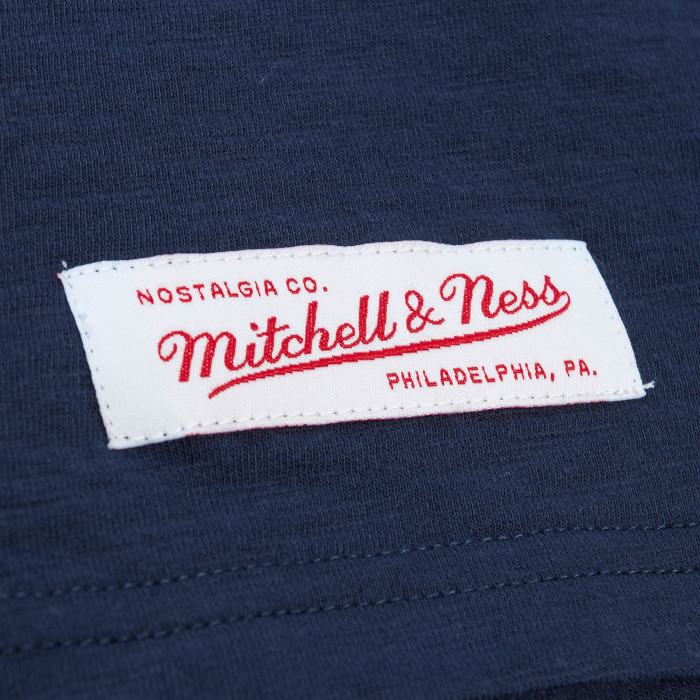 NOSTALGIA CO.
Mitchell & Ness
PHILADELPHIA, PA.